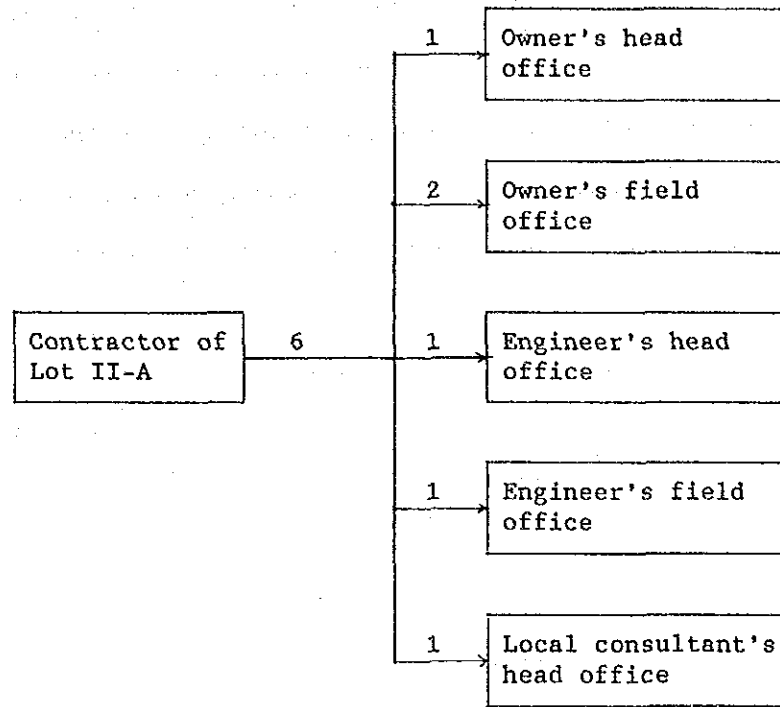 1
Owner's head
office
2
Owner's field
office
Contractor of
Lot II-A
6
1
Engineer's head
office
1
Engineer's field
office
1
Local consultant's
head office